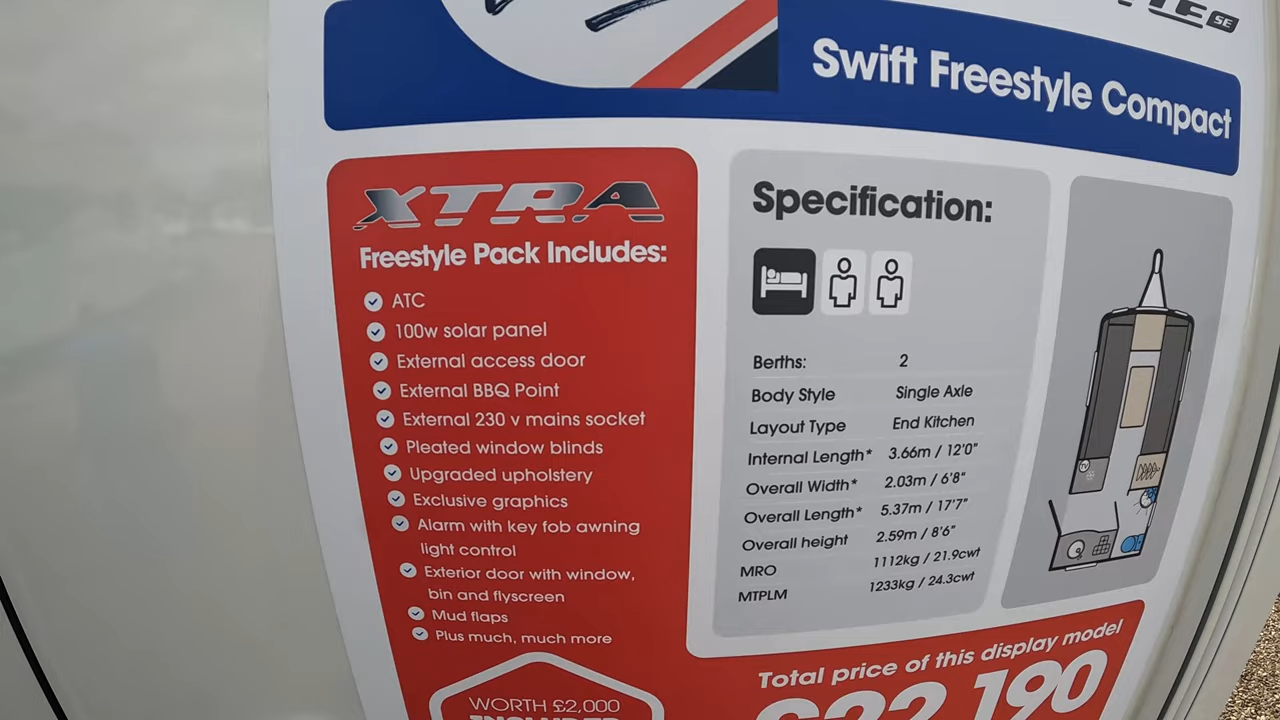 SE
Swift Freestyle Compact
XTRA
Freestyle Pack Includes:
ATC
100w solar panel
External access door
External BBQ Point
External 230 v mains socket
Pleated window blinds
Upgraded upholstery
Exclusive graphics
Alarm with key fob awning
light control
Exterior door with window,
bin and flyscreen
Mud flaps
Plus much, much more
WORTH £2,000
INCLUDED
Specification:
Berths: 2
Body Style Single Axle
Layout Type End Kitchen
Internal Length* 3.66m / 12'0"
Overall Width* 2.03m / 6'8"
Overall Length* 5.37m / 17'7"
Overall height 2.59m / 8'6"
MRO 1112kg / 21.9cwt
MTPLM 1233kg / 24.3cwt
TV
Total price of this display model
£22,190